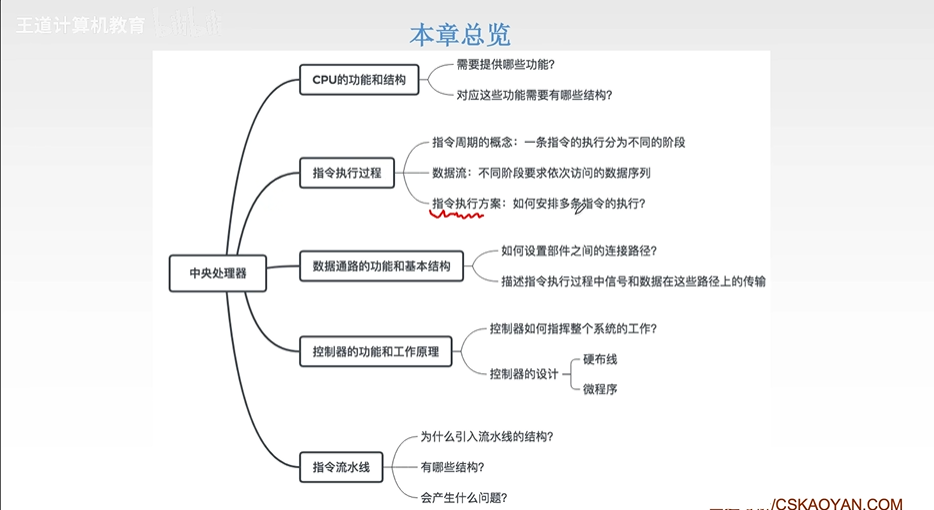 王道计算机教育
本章总览
CPU的功能和结构
需要提供哪些功能?
对应这些功能需要有哪些结构?
指令执行过程
指令周期的概念：一条指令的执行分为不同的阶段
数据流：不同阶段要求依次访问的数据序列
指令执行方案：如何安排多条指令的执行?
中央处理器
数据通路的功能和基本结构
如何设置部件之间的连接路径?
描述指令执行过程中信号和数据在这些路径上的传输
控制器的功能和工作原理
控制器如何指挥整个系统的工作?
控制器的设计
硬布线
微程序
指令流水线
为什么引入流水线的结构?
有哪些结构?
会产生什么问题?
/CSKAOYAN.COM